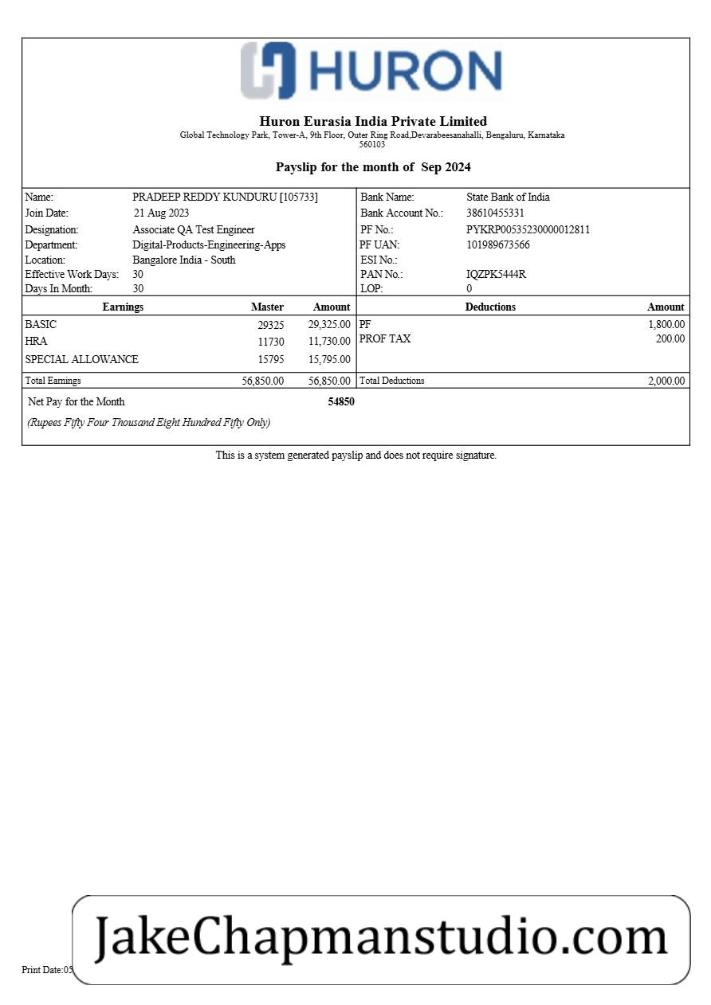 HURON
Huron Eurasia India Private Limited
Global Technology Park, Tower-A, 9th Floor, Outer Ring Road,Devarabeesanahalli, Bengaluru, Karnataka
560103
Payslip for the month of Sep 2024
Name: PRADEEP REDDY KUNDURU [105733] Bank Name: State Bank of India
Join Date: 21 Aug 2023 Bank Account No.: 38610455331
Designation: Associate QA Test Engineer PF No.: PYKRP00535230000012811
Department: Digital-Products-Engineering-Apps PF UAN: 101989673566
Location: Bangalore India - South ESI No.:
Effective Work Days: 30 PAN No.: IQZPK5444R
Days In Month: 30 LOP: 0
Earnings Master Amount Deductions Amount
BASIC 29325 29,325.00 PF 1,800.00
HRA 11730 11,730.00 PROF TAX 200.00
SPECIAL ALLOWANCE 15795 15,795.00
Total Earnings 56,850.00 56,850.00 Total Deductions 2,000.00
Net Pay for the Month 54850
(Rupees Fifty Four Thousand Eight Hundred Fifty Only)
This is a system generated payslip and does not require signature.
JakeChapmanstudio.com
Print Date:05